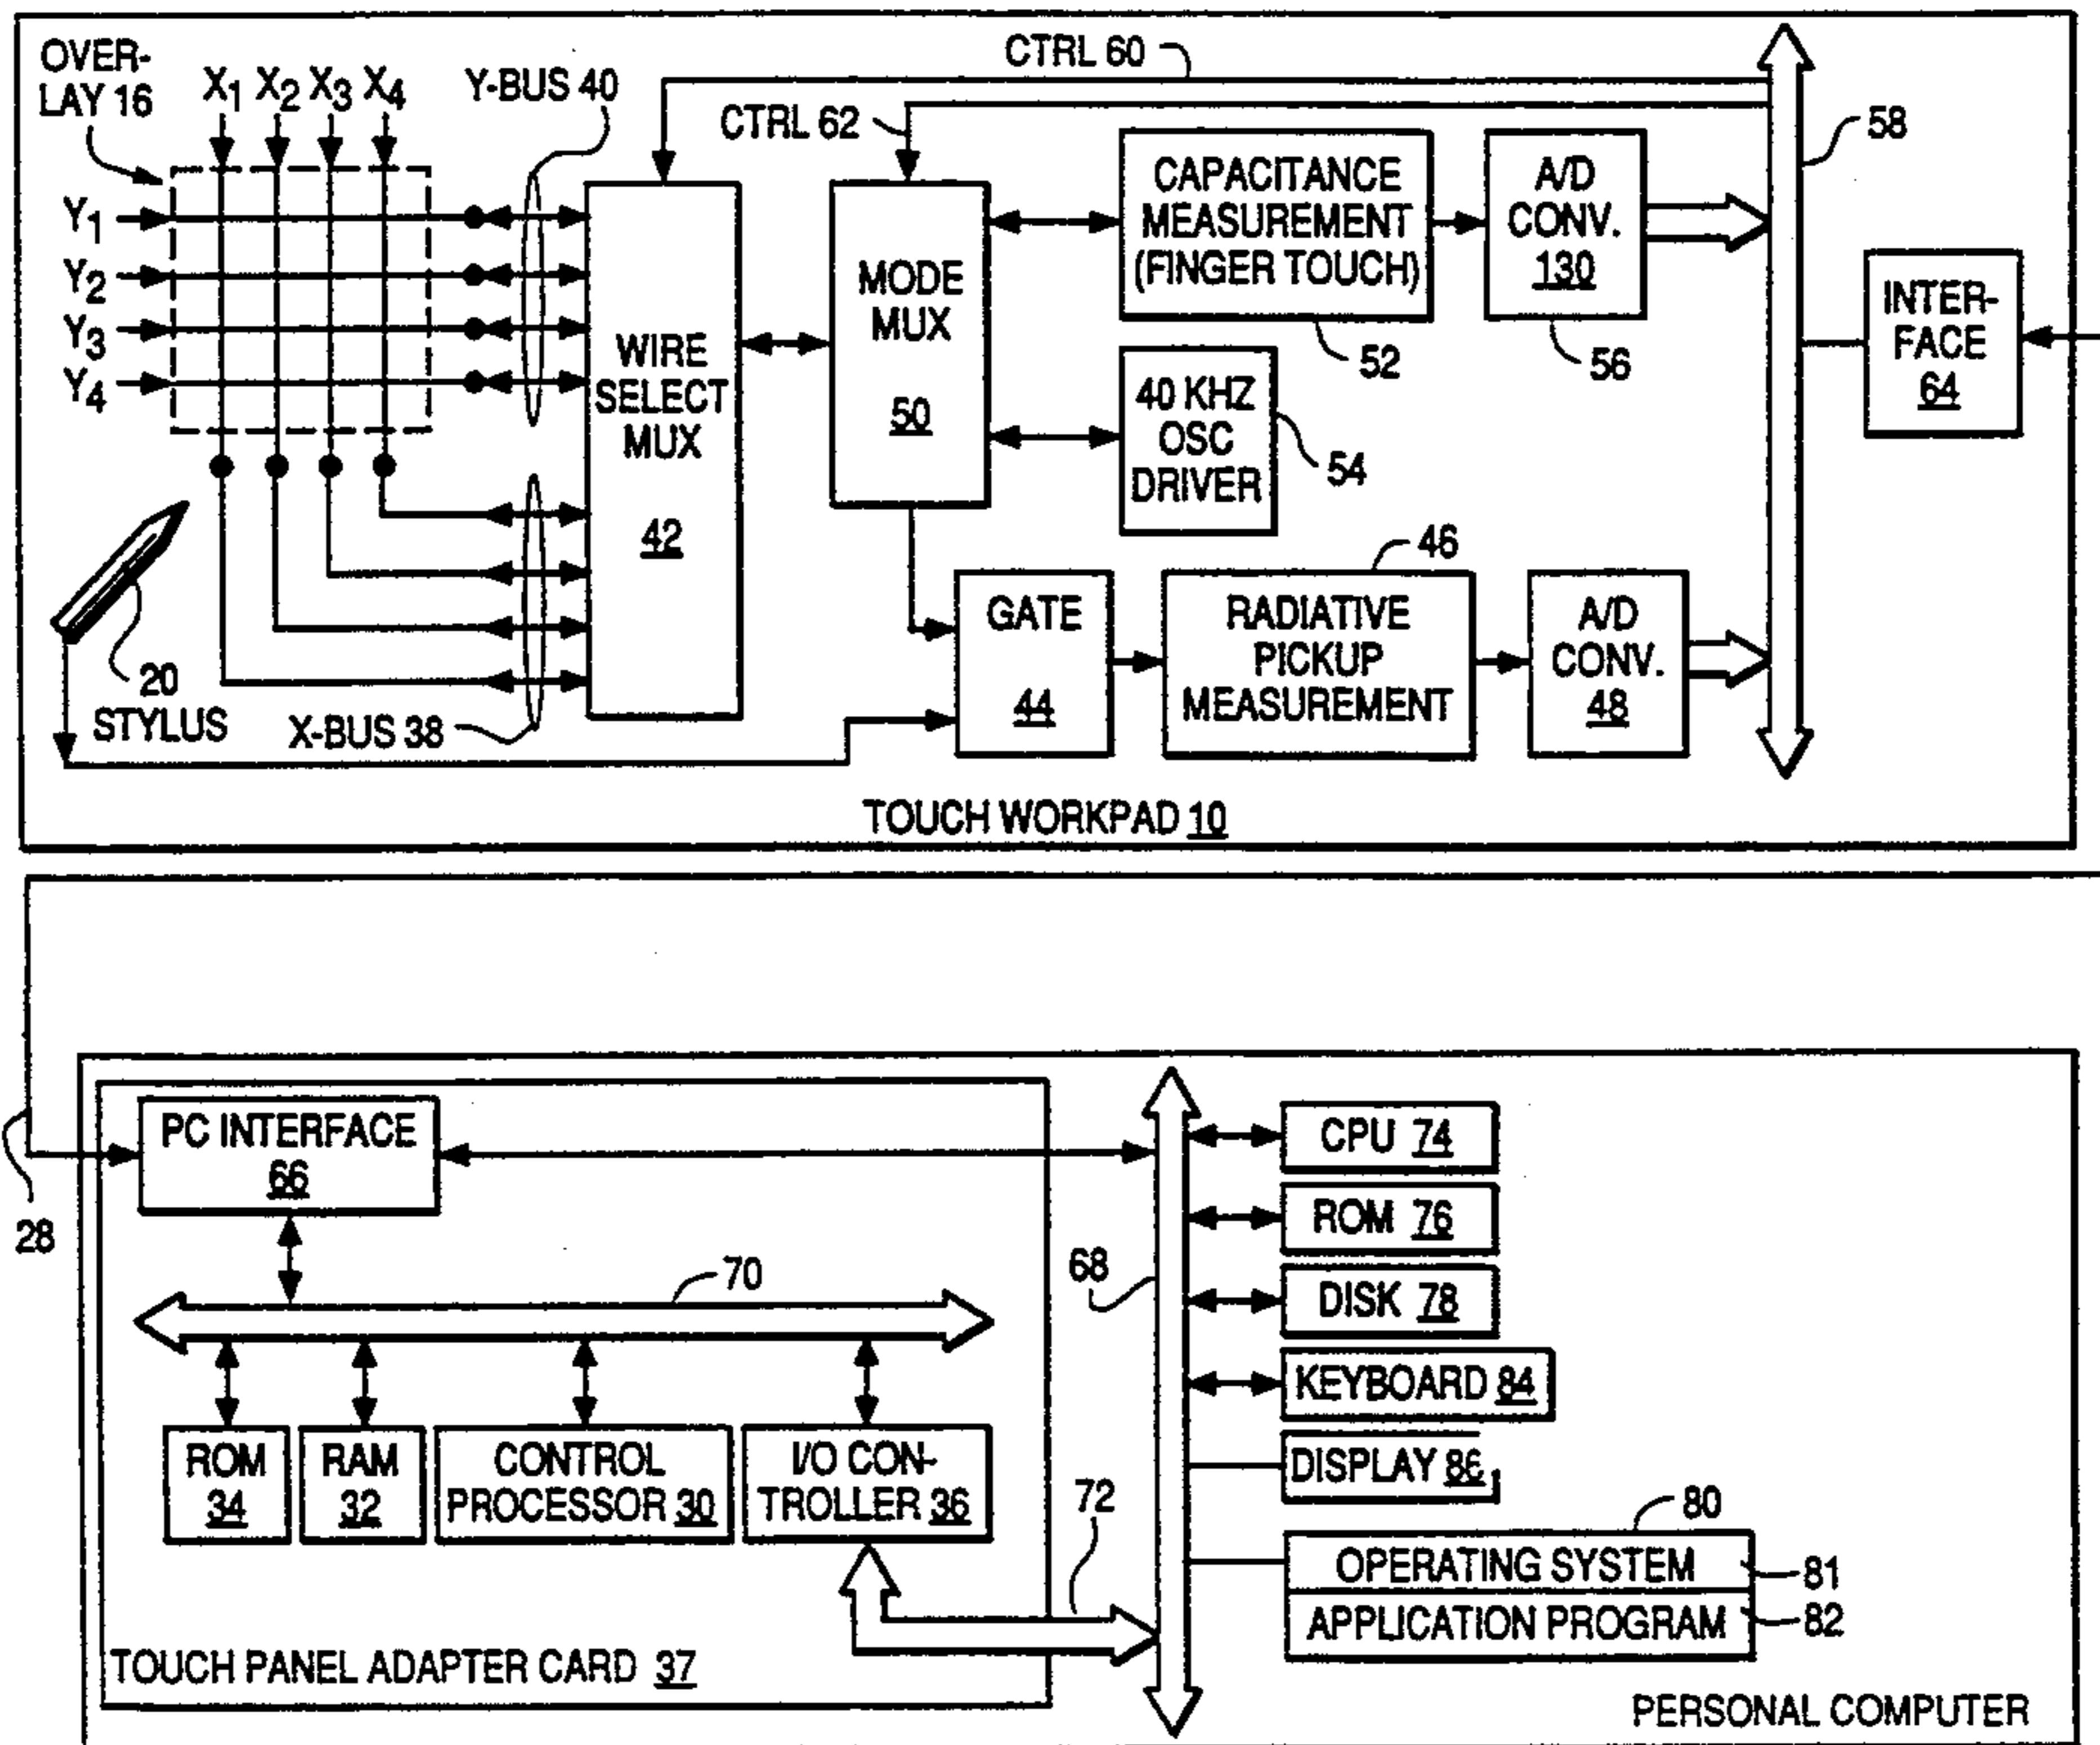 OVER-
LAY 16
X1 X2 X3 X4
Y-BUS 40
CTRL 60
CTRL 62
58
Y1
Y2
Y3
Y4
WIRE
SELECT
MUX
42
MODE
MUX
50
CAPACITANCE
MEASUREMENT
(FINGER TOUCH)
52
A/D
CONV.
130
56
INTER-
FACE
64
40 KHZ
OSC
DRIVER
54
46
GATE
44
RADIATIVE
PICKUP
MEASUREMENT
A/D
CONV.
48
20
STYLUS
X-BUS 38
TOUCH WORKPAD 10
PC INTERFACE
66
28
70
68
CPU 74
ROM 76
DISK 78
KEYBOARD 84
DISPLAY 86
ROM
34
RAM
32
CONTROL
PROCESSOR 30
I/O CON-
TROLLER 36
72
80
OPERATING SYSTEM
81
APPLICATION PROGRAM
82
TOUCH PANEL ADAPTER CARD 37
PERSONAL COMPUTER